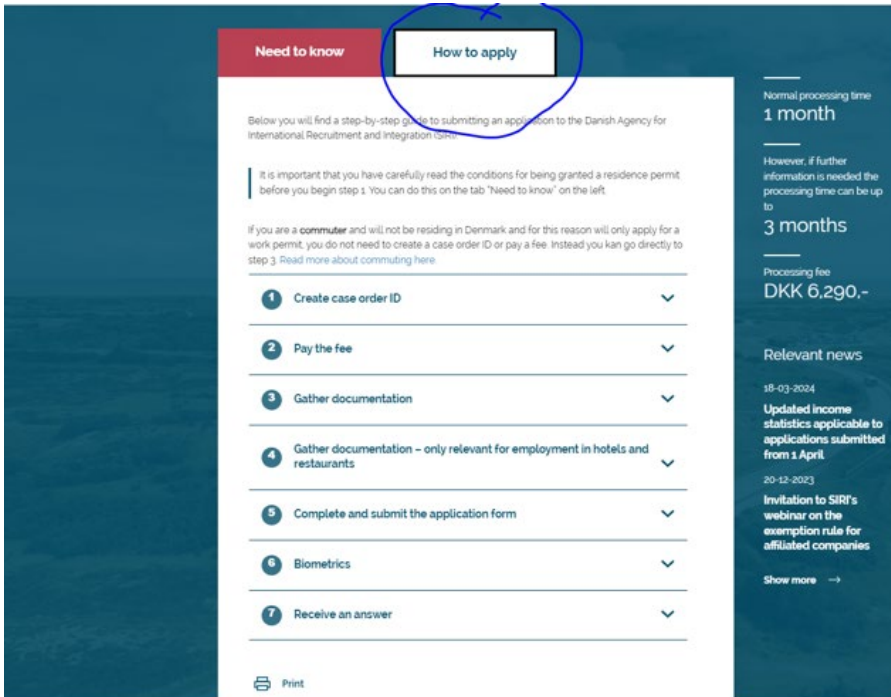 Need to know
How to apply
Below you will find a step-by-step guide to submitting an application to the Danish Agency for
International Recruitment and Integration (SIRI).
It is important that you have carefully read the conditions for being granted a residence permit
before you begin step 1. You can do this on the tab "Need to know" on the left.
If you are a commuter and will not be residing in Denmark and for this reason will only apply for a
work permit, you do not need to create a case order ID or pay a fee. Instead you kan go directly to
step 3. Read more about commuting here.
1 Create case order ID
2 Pay the fee
3 Gather documentation
4 Gather documentation – only relevant for employment in hotels and
restaurants
5 Complete and submit the application form
6 Biometrics
7 Receive an answer
Print
Normal processing time
1 month
However, if further
information is needed the
processing time can be up
to
3 months
Processing fee
DKK 6,290,-
Relevant news
18-03-2024
Updated income
statistics applicable to
applications submitted
from 1 April
20-12-2023
Invitation to SIRI's
webinar on the
exemption rule for
affiliated companies
Show more →